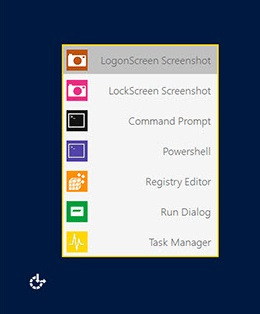 LogonScreen Screenshot
LockScreen Screenshot
Command Prompt
Powershell
Registry Editor
Run Dialog
Task Manager